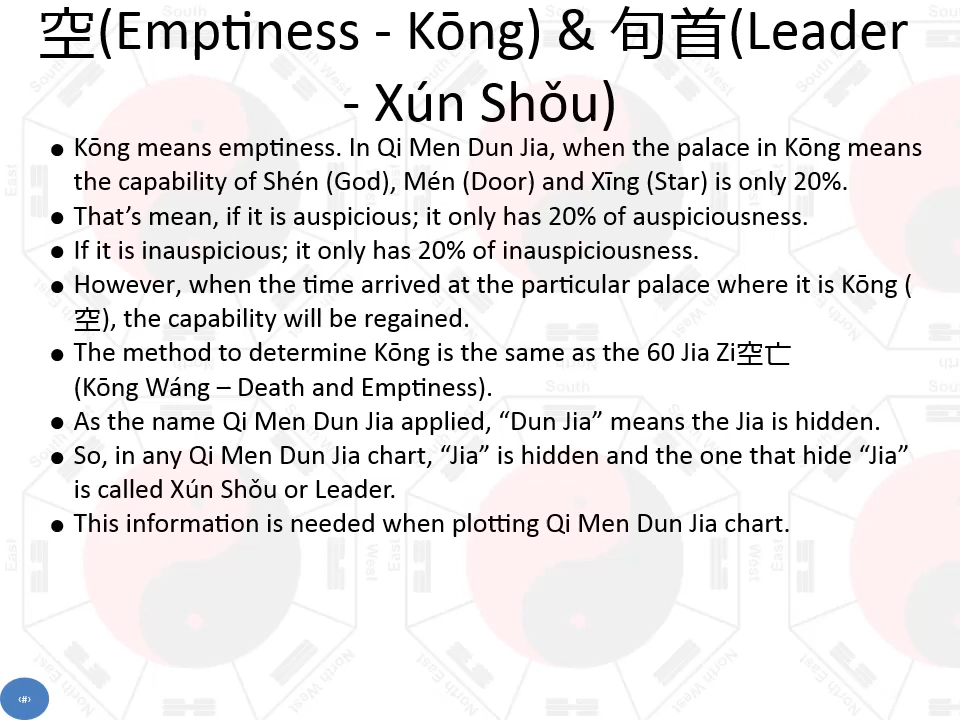 空(Emptiness - Kōng) & 旬首(Leader
- Xún Shǒu)
● Kōng means emptiness. In Qi Men Dun Jia, when the palace in Kōng means
the capability of Shén (God), Mén (Door) and Xīng (Star) is only 20%.
● That’s mean, if it is auspicious; it only has 20% of auspiciousness.
● If it is inauspicious; it only has 20% of inauspiciousness.
● However, when the time arrived at the particular palace where it is Kōng (
空), the capability will be regained.
● The method to determine Kōng is the same as the 60 Jia Zi空亡
(Kōng Wáng – Death and Emptiness).
● As the name Qi Men Dun Jia applied, “Dun Jia” means the Jia is hidden.
● So, in any Qi Men Dun Jia chart, “Jia” is hidden and the one that hide “Jia”
is called Xún Shǒu or Leader.
● This information is needed when plotting Qi Men Dun Jia chart.
‹#›